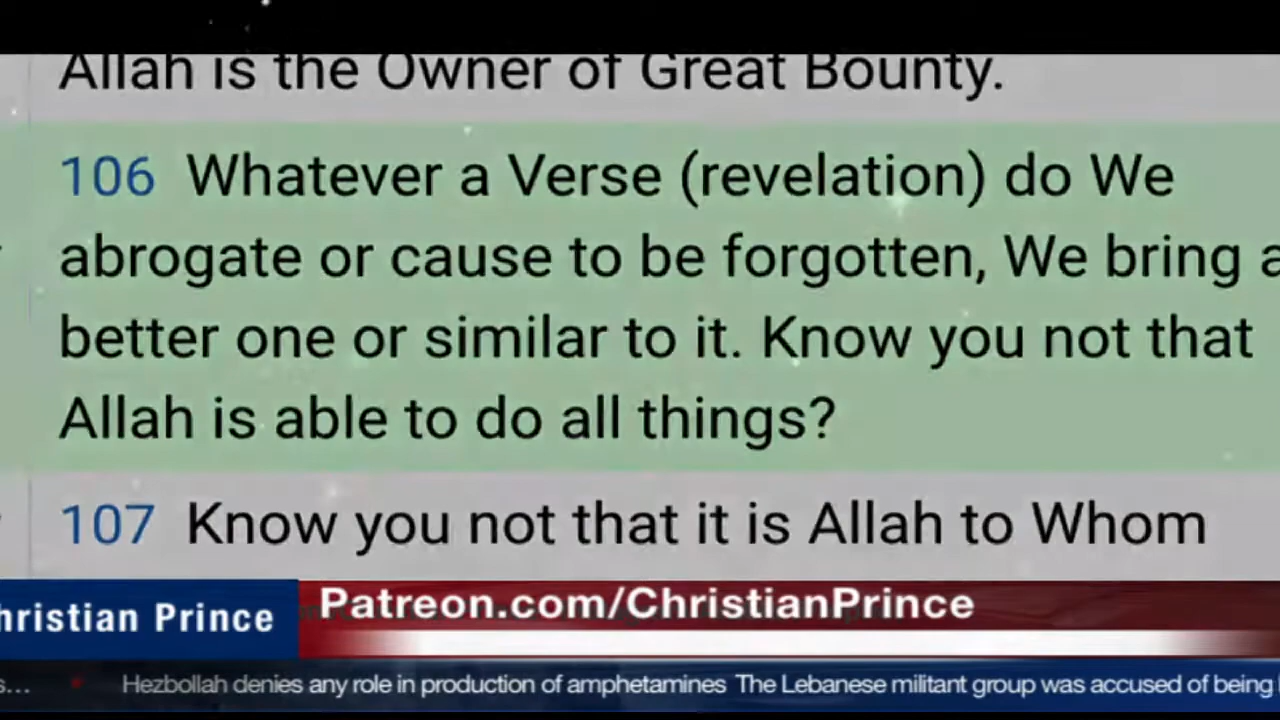 Allah is the Owner of Great Bounty.
106 Whatever a Verse (revelation) do We
abrogate or cause to be forgotten, We bring a
better one or similar to it. Know you not that
Allah is able to do all things?
107 Know you not that it is Allah to Whom
hristian Prince
Patreon.com/ChristianPrince
s... Hezbollah denies any role in production of amphetamines The Lebanese militant group was accused of being